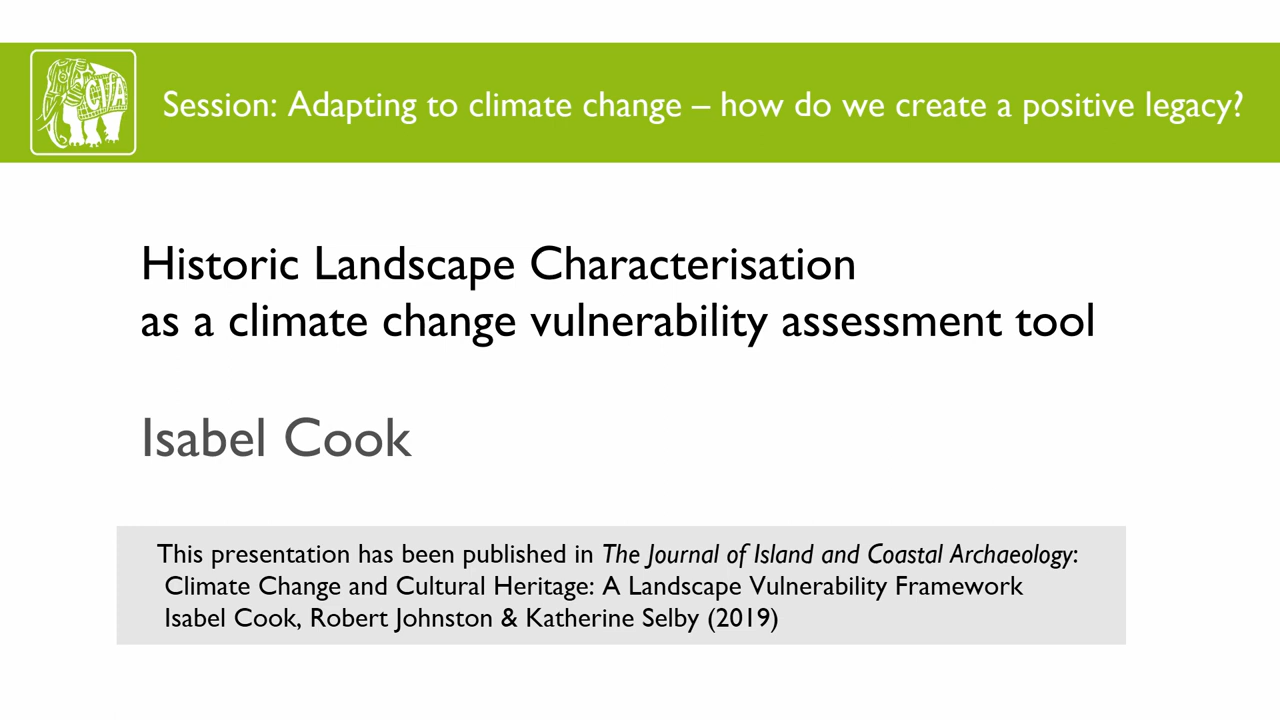 CVA
Session: Adapting to climate change – how do we create a positive legacy?
Historic Landscape Characterisation
as a climate change vulnerability assessment tool
Isabel Cook
This presentation has been published in The Journal of Island and Coastal Archaeology:
Climate Change and Cultural Heritage: A Landscape Vulnerability Framework
Isabel Cook, Robert Johnston & Katherine Selby (2019)